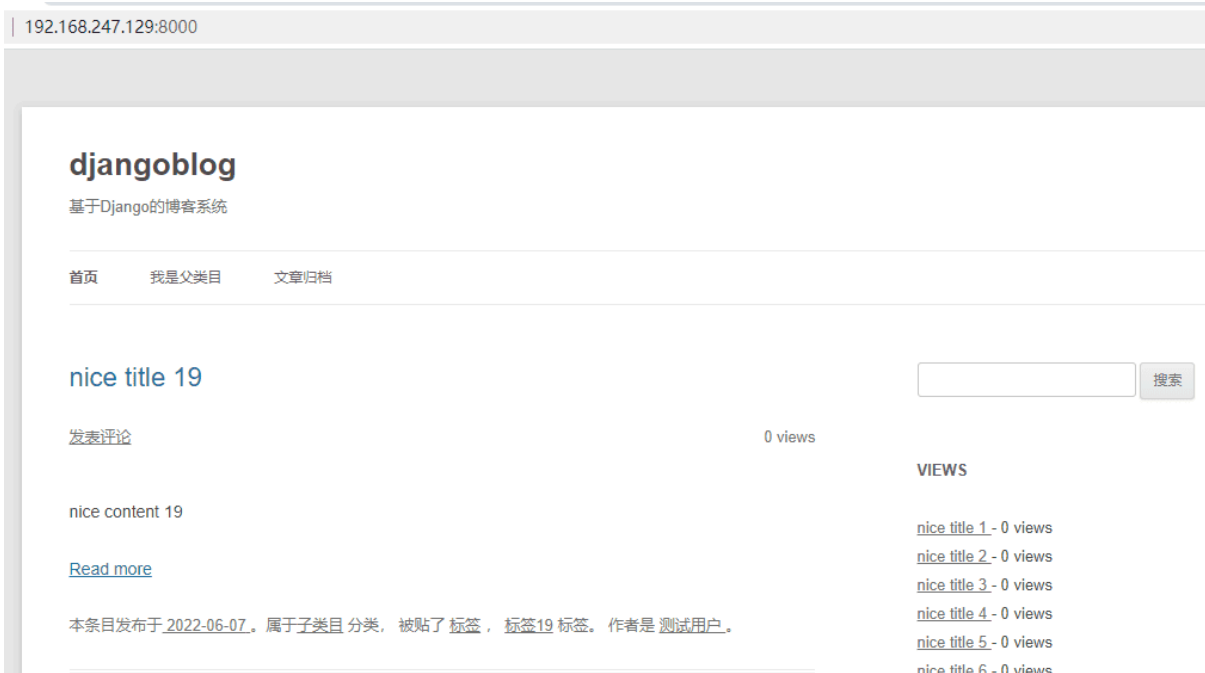 192.168.247.129:8000
djangoblog
基于Django的博客系统
首页 我是父类目 文章归档
nice title 19
发表评论 0 views
nice content 19
Read more
本条目发布于 2022-06-07 。属于子类目 分类, 被贴了 标签 , 标签19 标签。 作者是 测试用户 。
搜索
VIEWS
nice title 1 - 0 views
nice title 2 - 0 views
nice title 3 - 0 views
nice title 4 - 0 views
nice title 5 - 0 views
nice title 6 - 0 views